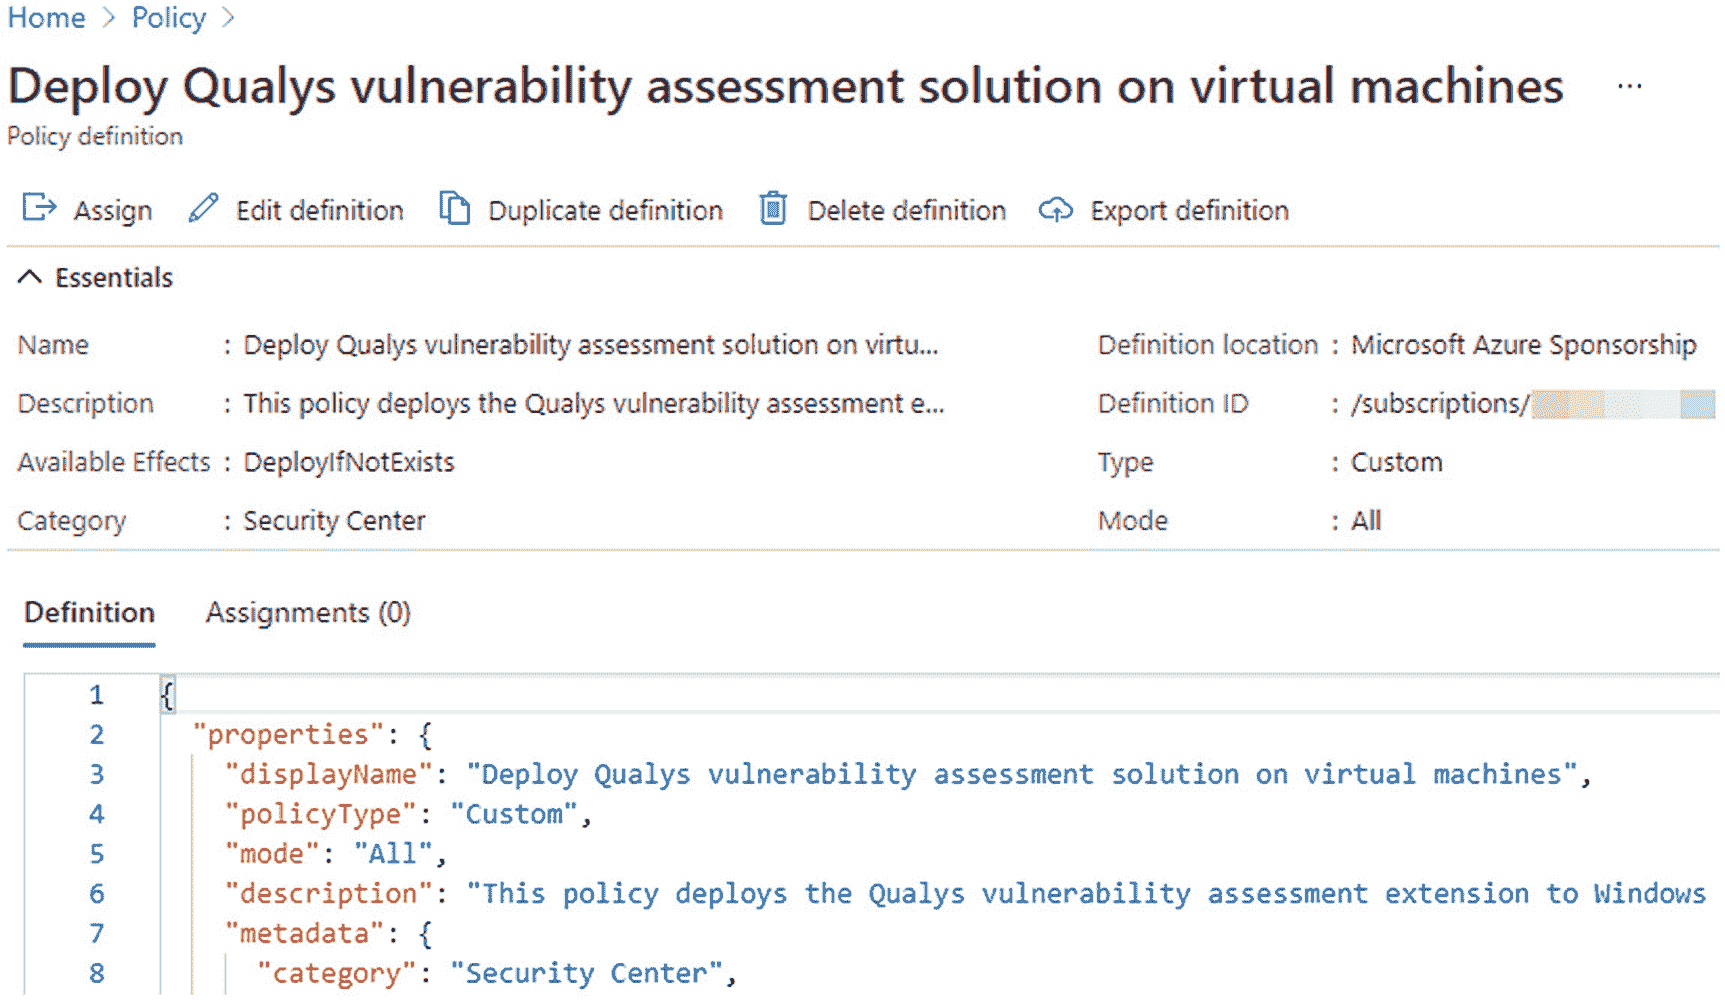 Home > Policy >
Deploy Qualys vulnerability assessment solution on virtual machines ...
Policy definition
Assign Edit definition Duplicate definition Delete definition Export definition
Essentials
Name : Deploy Qualys vulnerability assessment solution on virtu... Definition location : Microsoft Azure Sponsorship
Description : This policy deploys the Qualys vulnerability assessment e... Definition ID : /subscriptions/
Available Effects : DeployIfNotExists Type : Custom
Category : Security Center Mode : All
Definition Assignments (0)
1 {
2 "properties": {
3 "displayName": "Deploy Qualys vulnerability assessment solution on virtual machines",
4 "policyType": "Custom",
5 "mode": "All",
6 "description": "This policy deploys the Qualys vulnerability assessment extension to Windows
7 "metadata": {
8 "category": "Security Center",